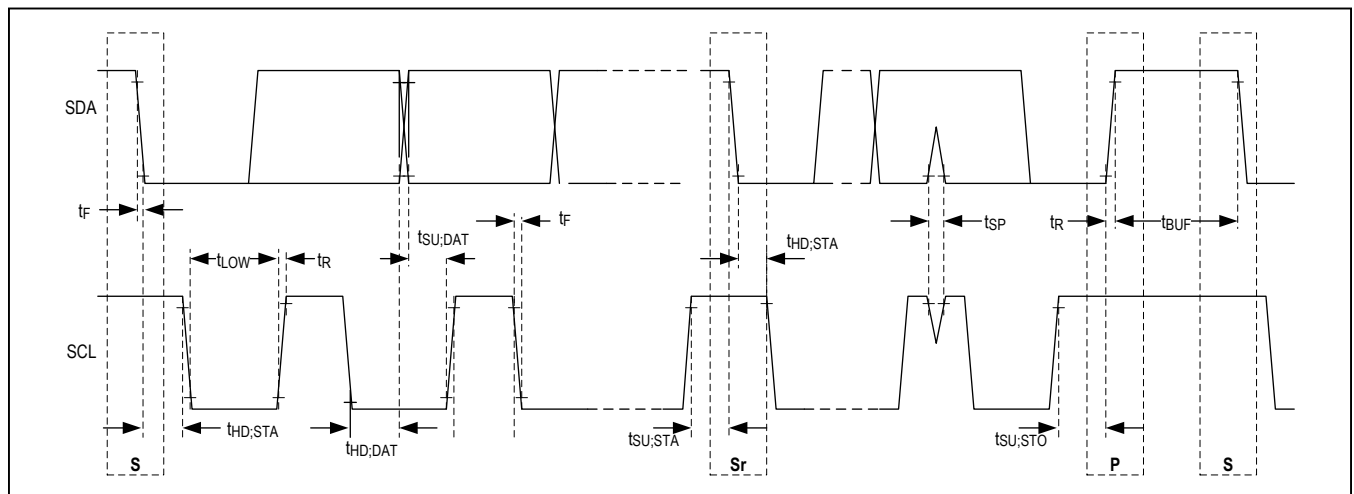 SDA
tF
tSU;DAT
tF
tHD;STA
tSP
tR
tBUF
tLOW
tR
SCL
tHD;STA
tHD;DAT
tSU;STA
tSU;STO
S
Sr
P
S